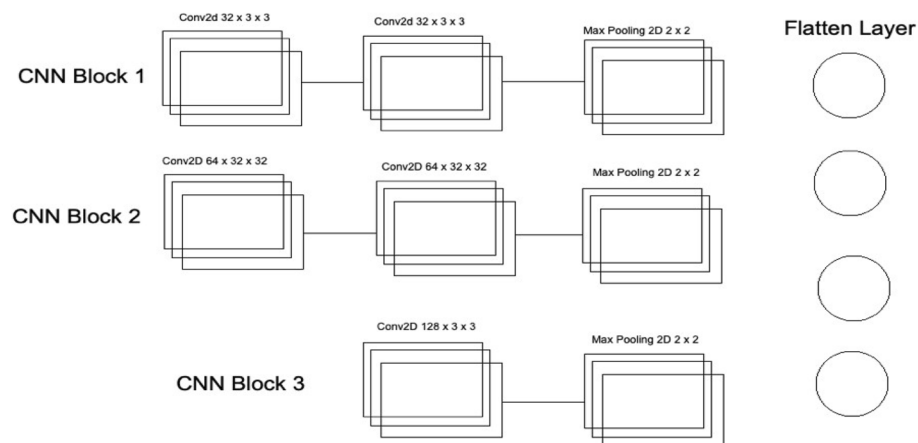 Conv2d 32 x 3 x 3
Conv2d 32 x 3 x 3
Max Pooling 2D 2 x 2
Flatten Layer
CNN Block 1
Conv2D 64 x 32 x 32
Conv2D 64 x 32 x 32
Max Pooling 2D 2 x 2
CNN Block 2
Conv2D 128 x 3 x 3
Max Pooling 2D 2 x 2
CNN Block 3